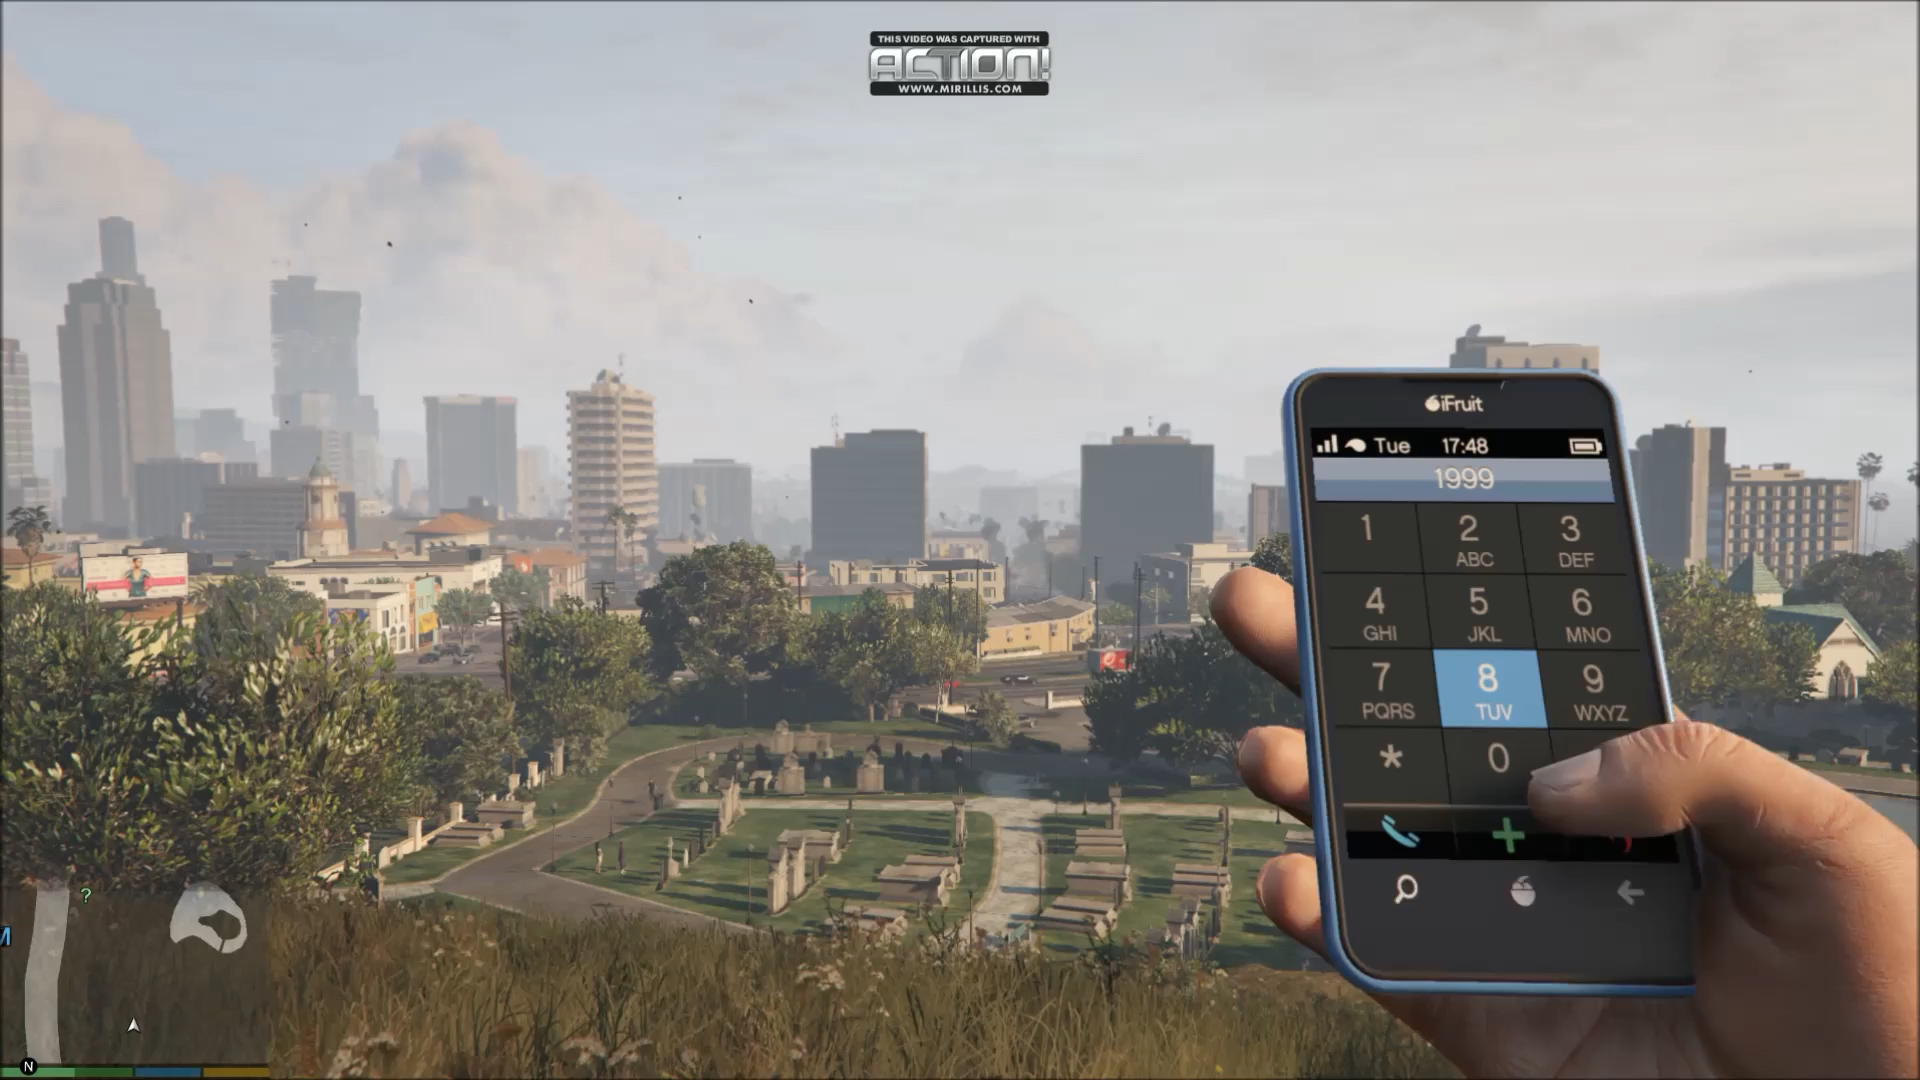 THIS VIDEO WAS CAPTURED WITH
ACTION!
WWW.MIRILLIS.COM
iFruit
Tue 17:48
1999
1 2 3
ABC DEF
4 5 6
GHI JKL MNO
7 8 9
PQRS TUV WXYZ
* 0
?
M
N